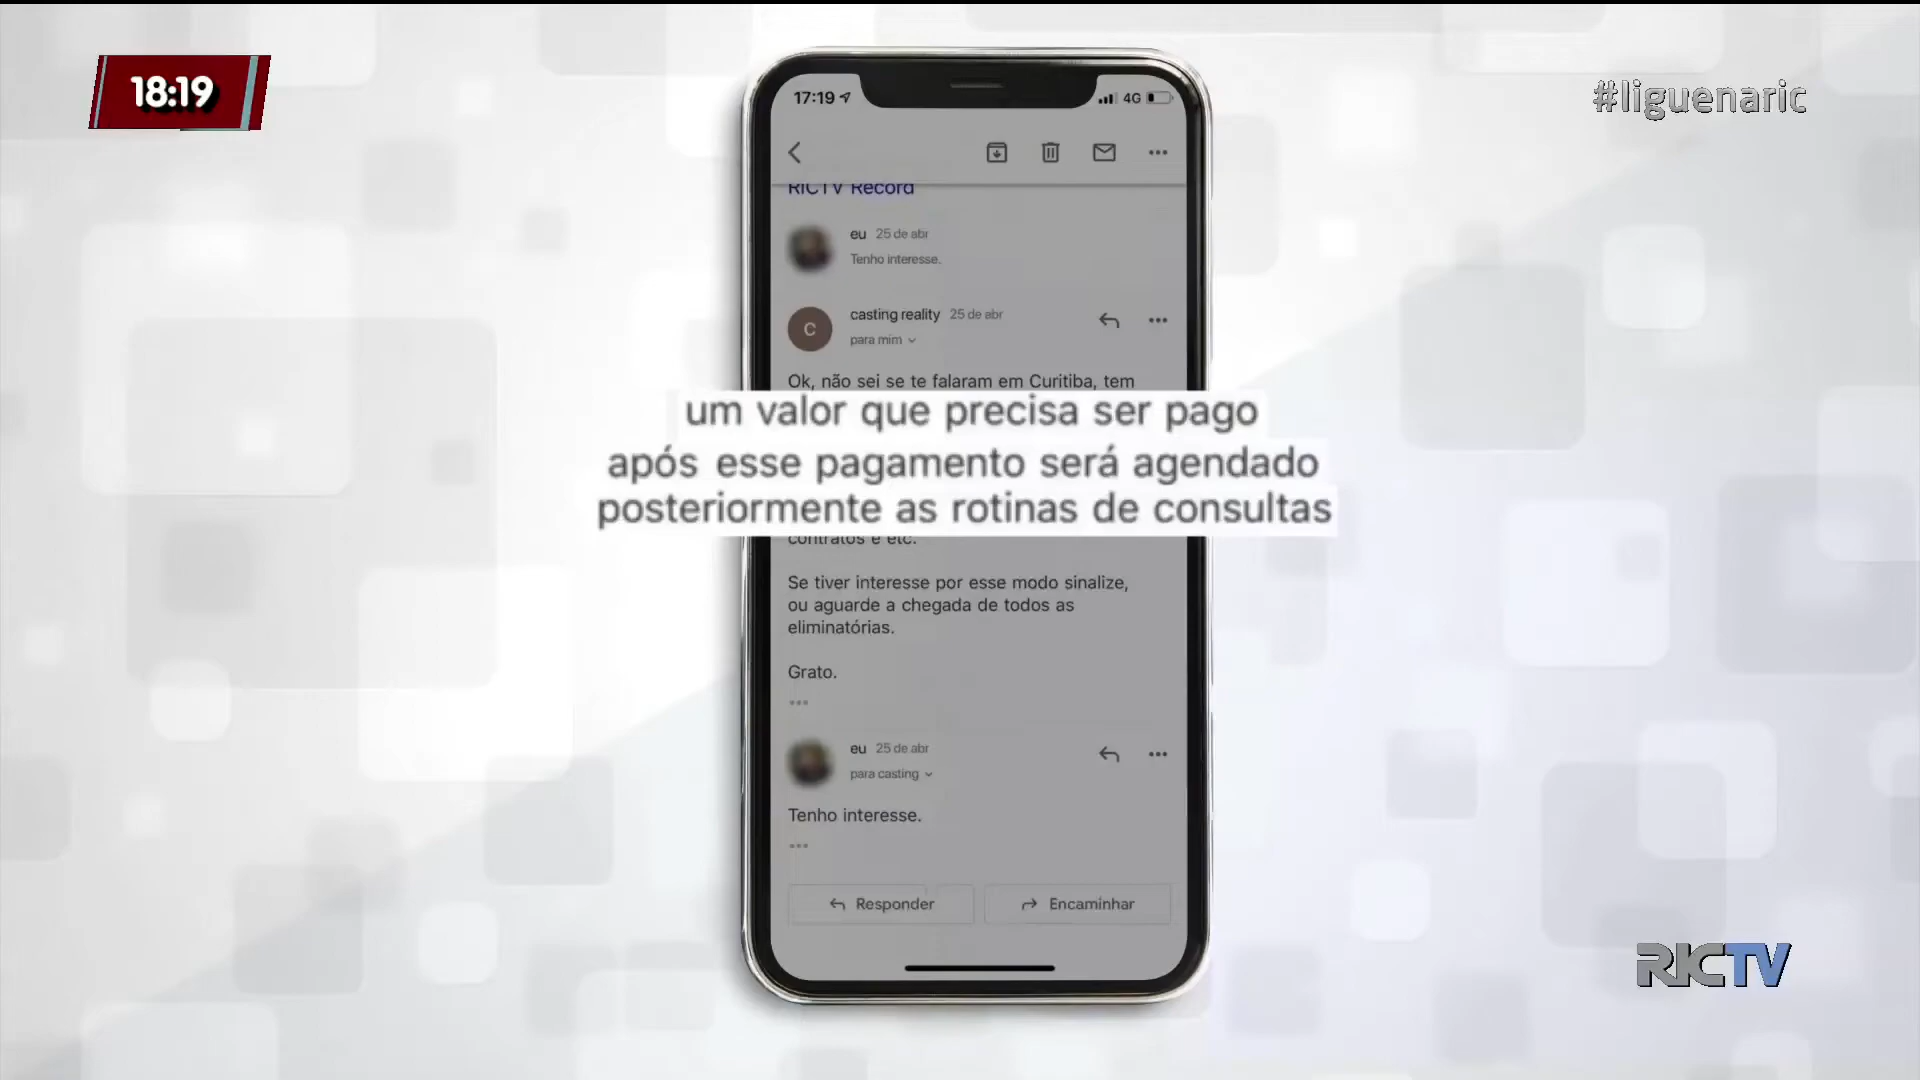 18:19
#liguenaric
17:19
4G
RICTV Record
eu 25 de abr
Tenho interesse.
C
casting reality 25 de abr
para mim
Ok, não sei se te falaram em Curitiba, tem
um valor que precisa ser pago
após esse pagamento será agendado
posteriormente as rotinas de consultas
contratos e etc.
Se tiver interesse por esse modo sinalize,
ou aguarde a chegada de todos as
eliminatórias.
Grato.
•••
eu 25 de abr
para casting
Tenho interesse.
•••
Responder
Encaminhar
RICTV